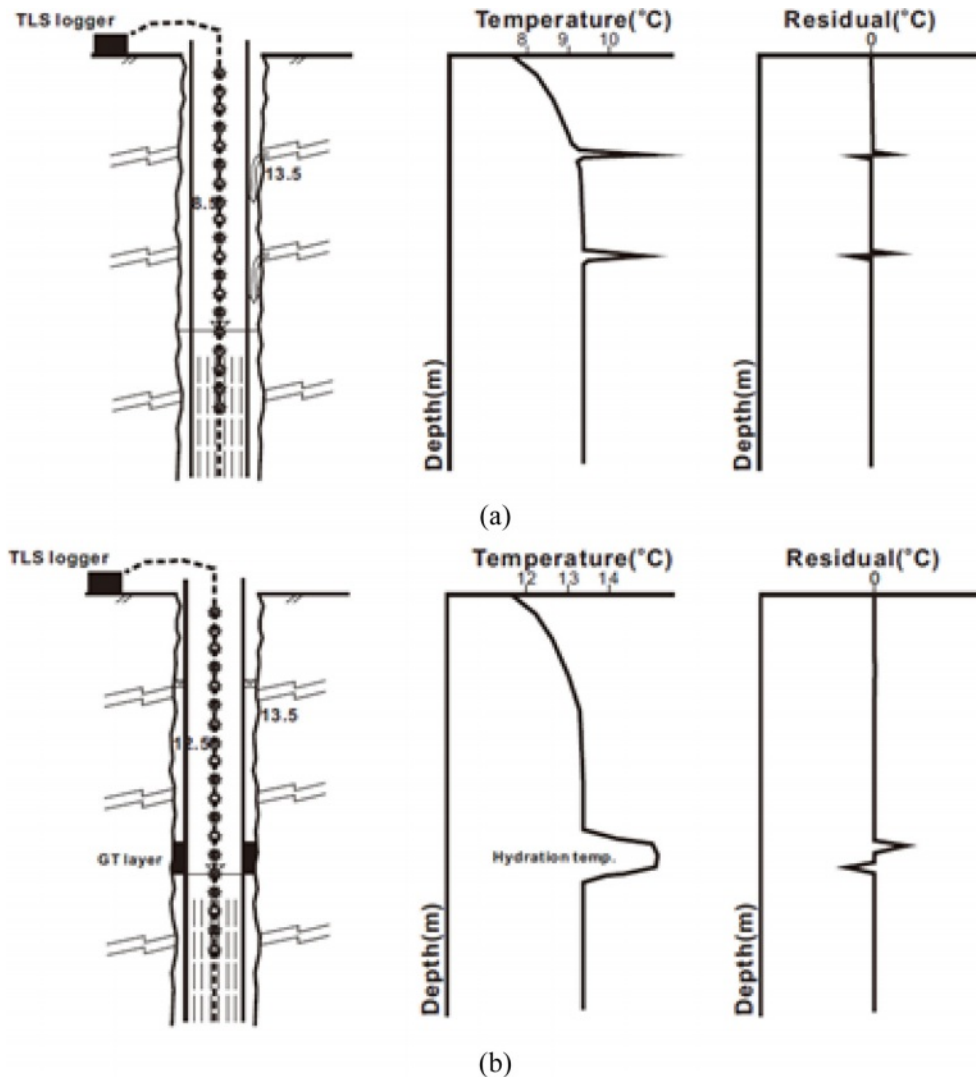 TLS logger
Temperature(°C)
Residual(°C)
8 9 10
0
13.5
8.5
Depth(m)
Depth(m)
(a)
TLS logger
Temperature(°C)
Residual(°C)
12 13 14
0
13.5
12.5
GT layer
Hydration temp.
Depth(m)
Depth(m)
(b)